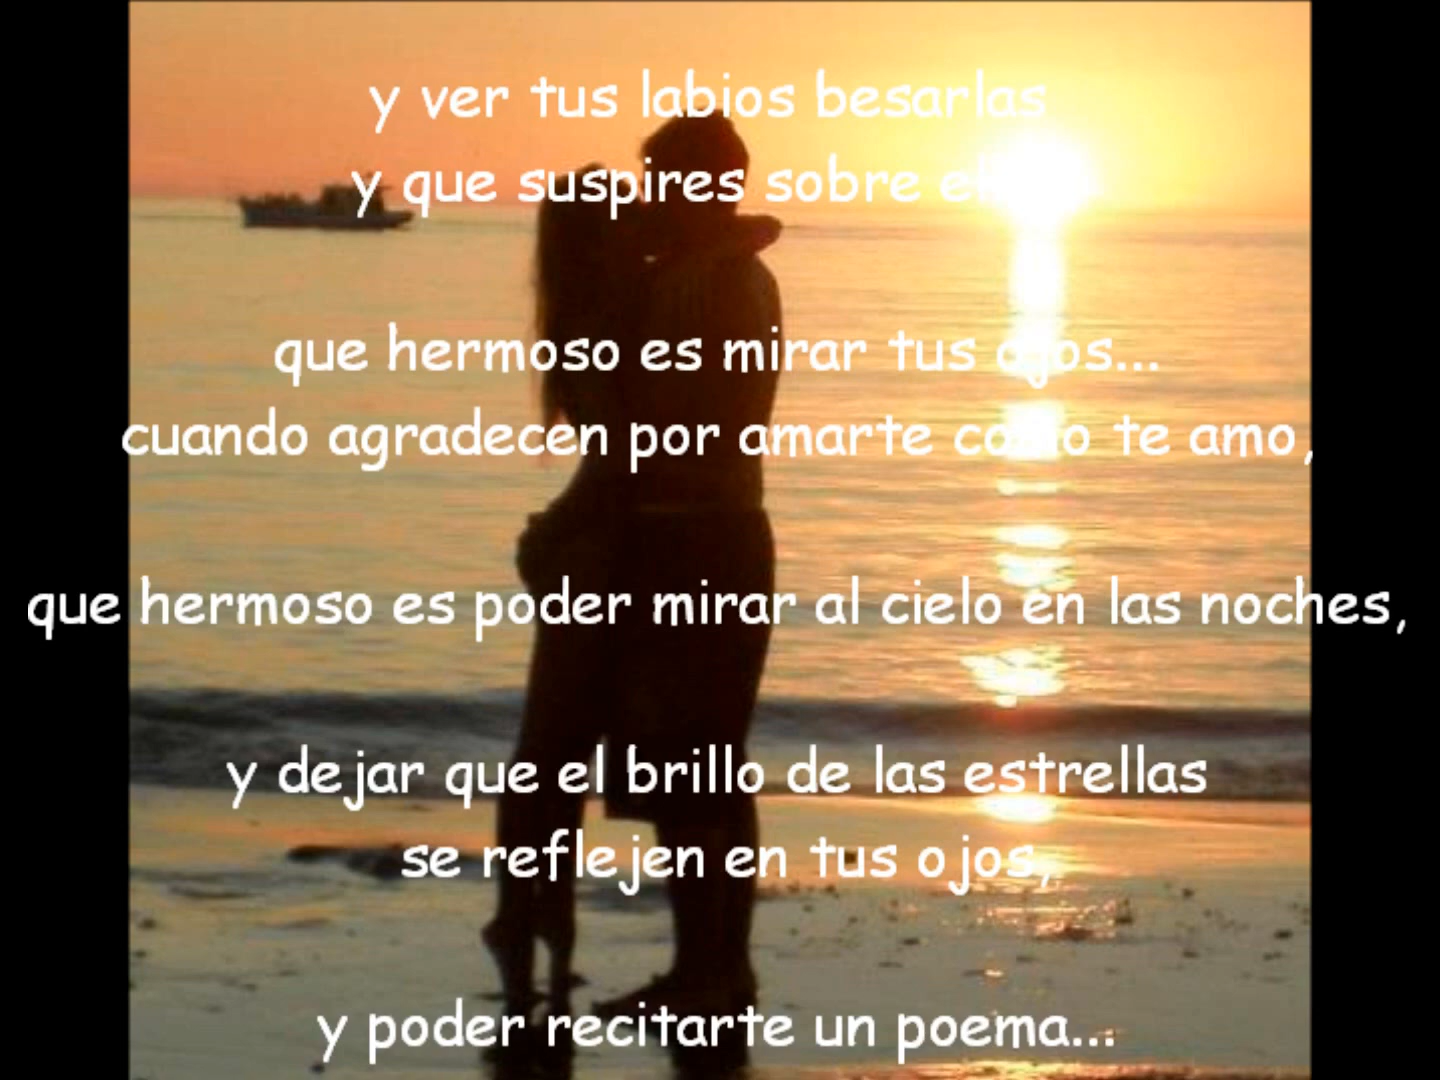 y ver tus labios besarlas
y que suspires sobre
que hermoso es mirar tus ojos...
cuando agradecen por amarte como te amo,
que hermoso es poder mirar al cielo en las noches,
y dejar que el brillo de las estrellas
se reflejen en tus ojos,
y poder recitarte un poema...